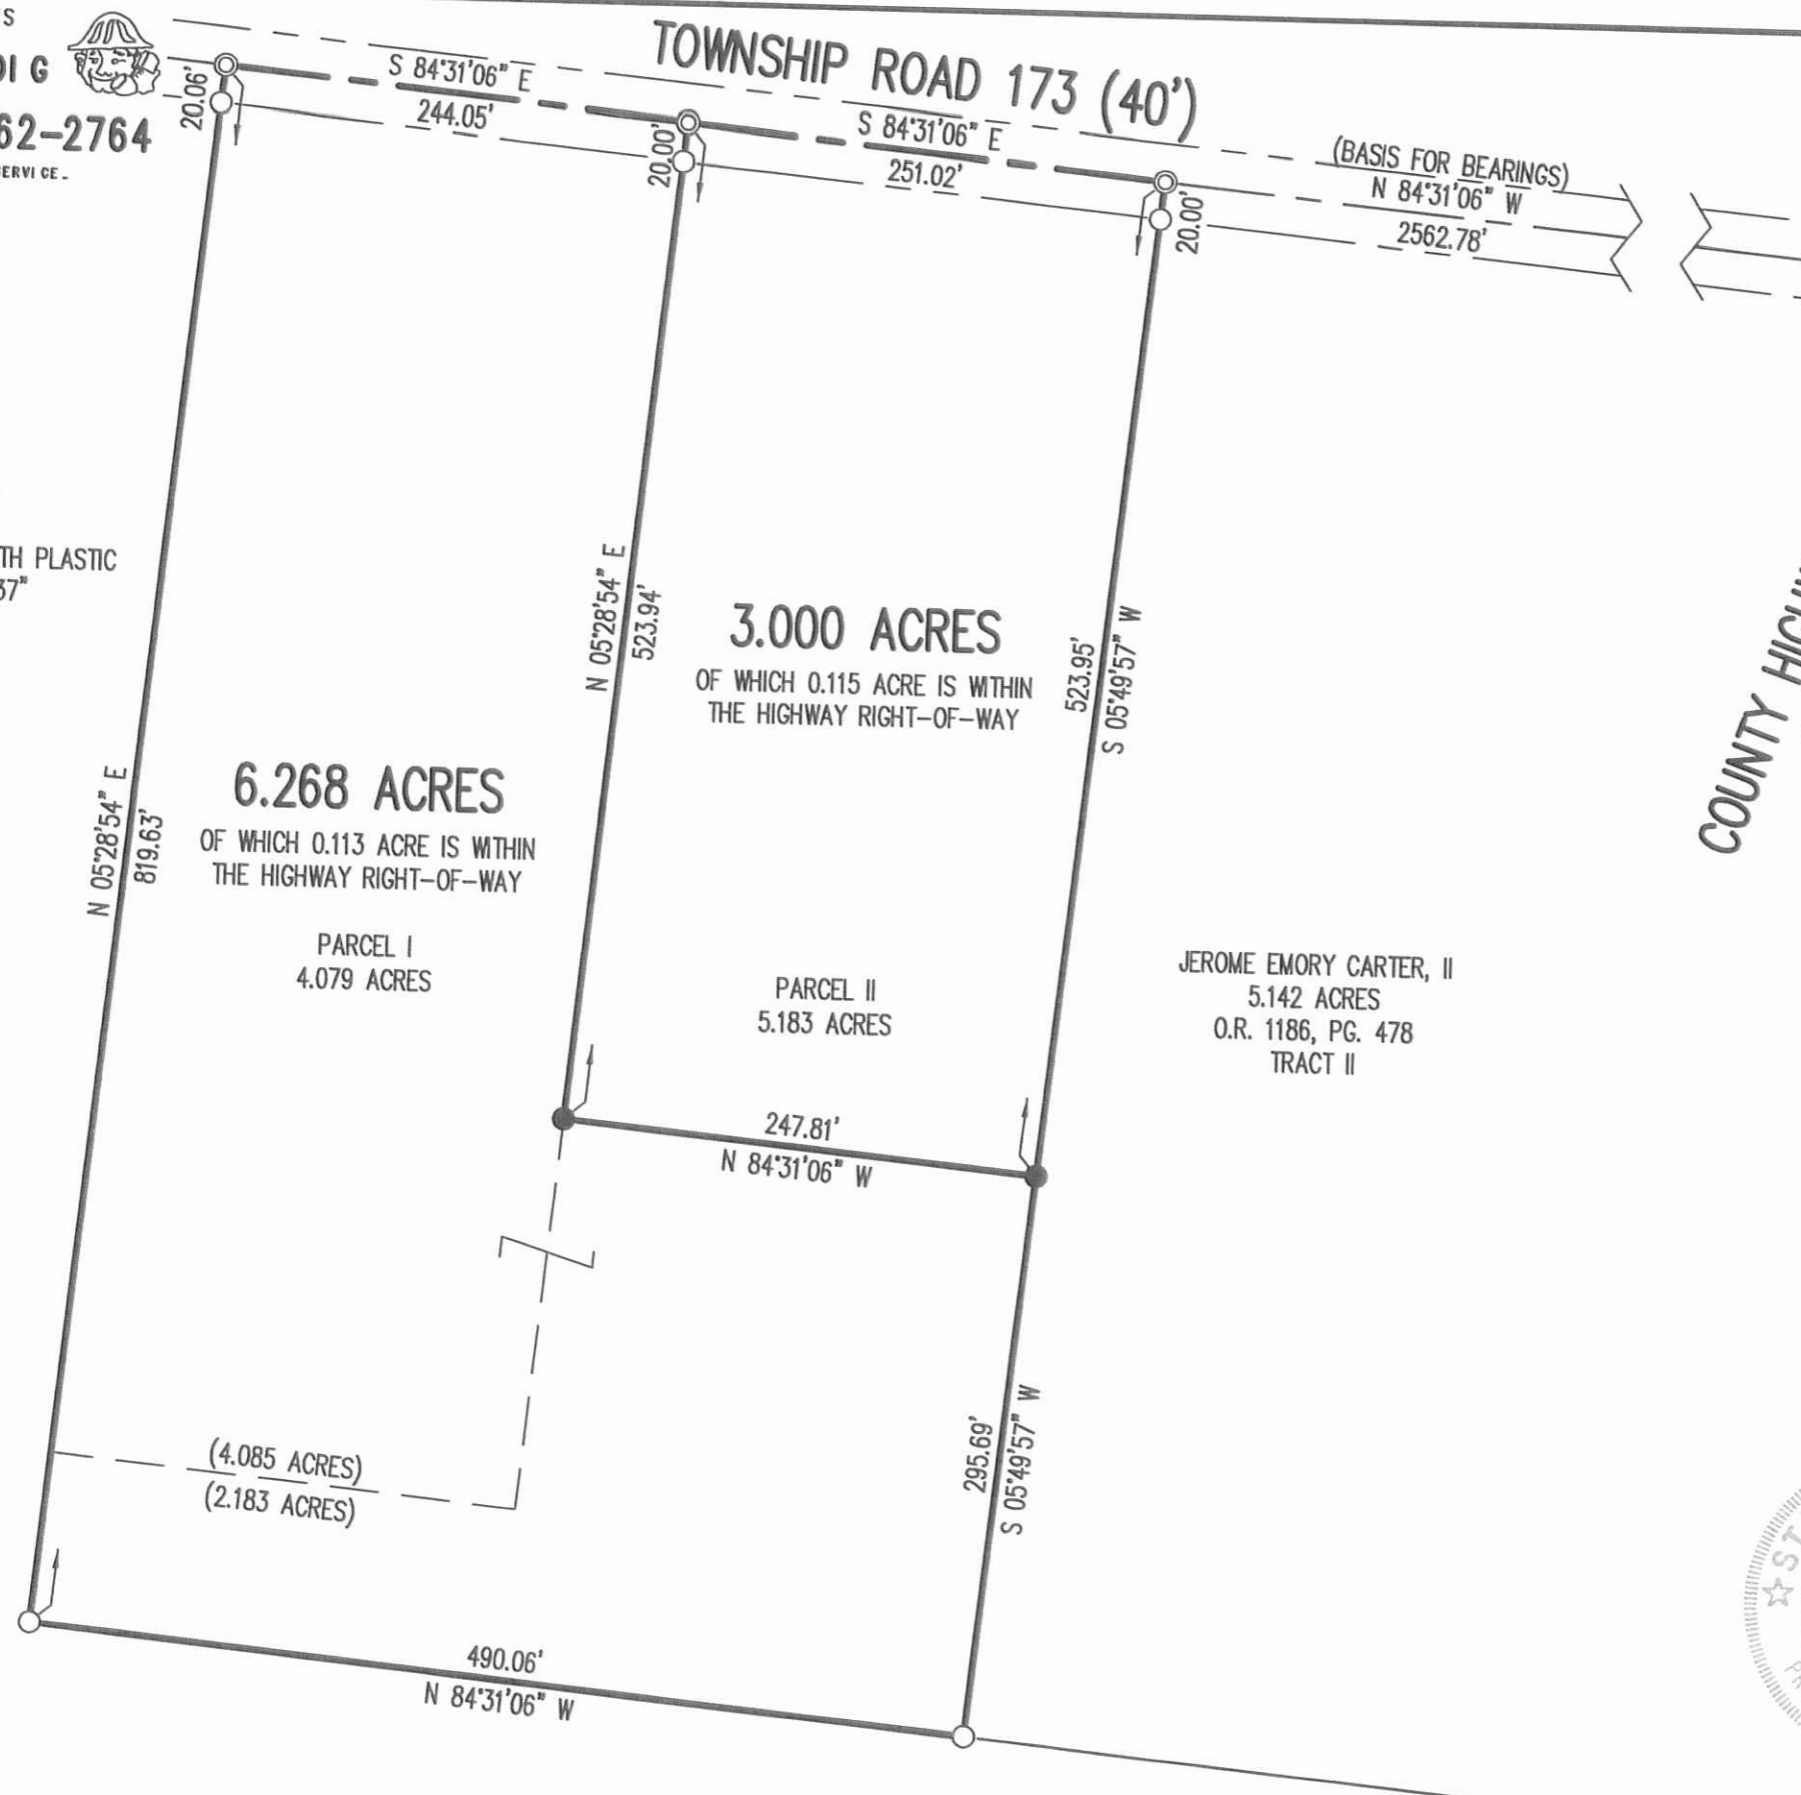 TOWNSHIP ROAD 173 (40')
62-2764
20.06'
S 84°31'06" E
244.05'
20.00'
S 84°31'06" E
251.02'
20.00'
(BASIS FOR BEARINGS)
N 84°31'06" W
2562.78'
PLASTIC
37"
N 05°28'54" E
523.94'
3.000 ACRES
OF WHICH 0.115 ACRE IS WITHIN
THE HIGHWAY RIGHT-OF-WAY
523.95'
S 05°49'57" W
COUNTY
N 05°28'54" E
819.63'
6.268 ACRES
OF WHICH 0.113 ACRE IS WITHIN
THE HIGHWAY RIGHT-OF-WAY
PARCEL I
4.079 ACRES
PARCEL II
5.183 ACRES
JEROME EMORY CARTER, II
5.142 ACRES
O.R. 1186, PG. 478
TRACT II
247.81'
N 84°31'06" W
(4.085 ACRES)
(2.183 ACRES)
295.69'
S 05°49'57" W
490.06'
N 84°31'06" W